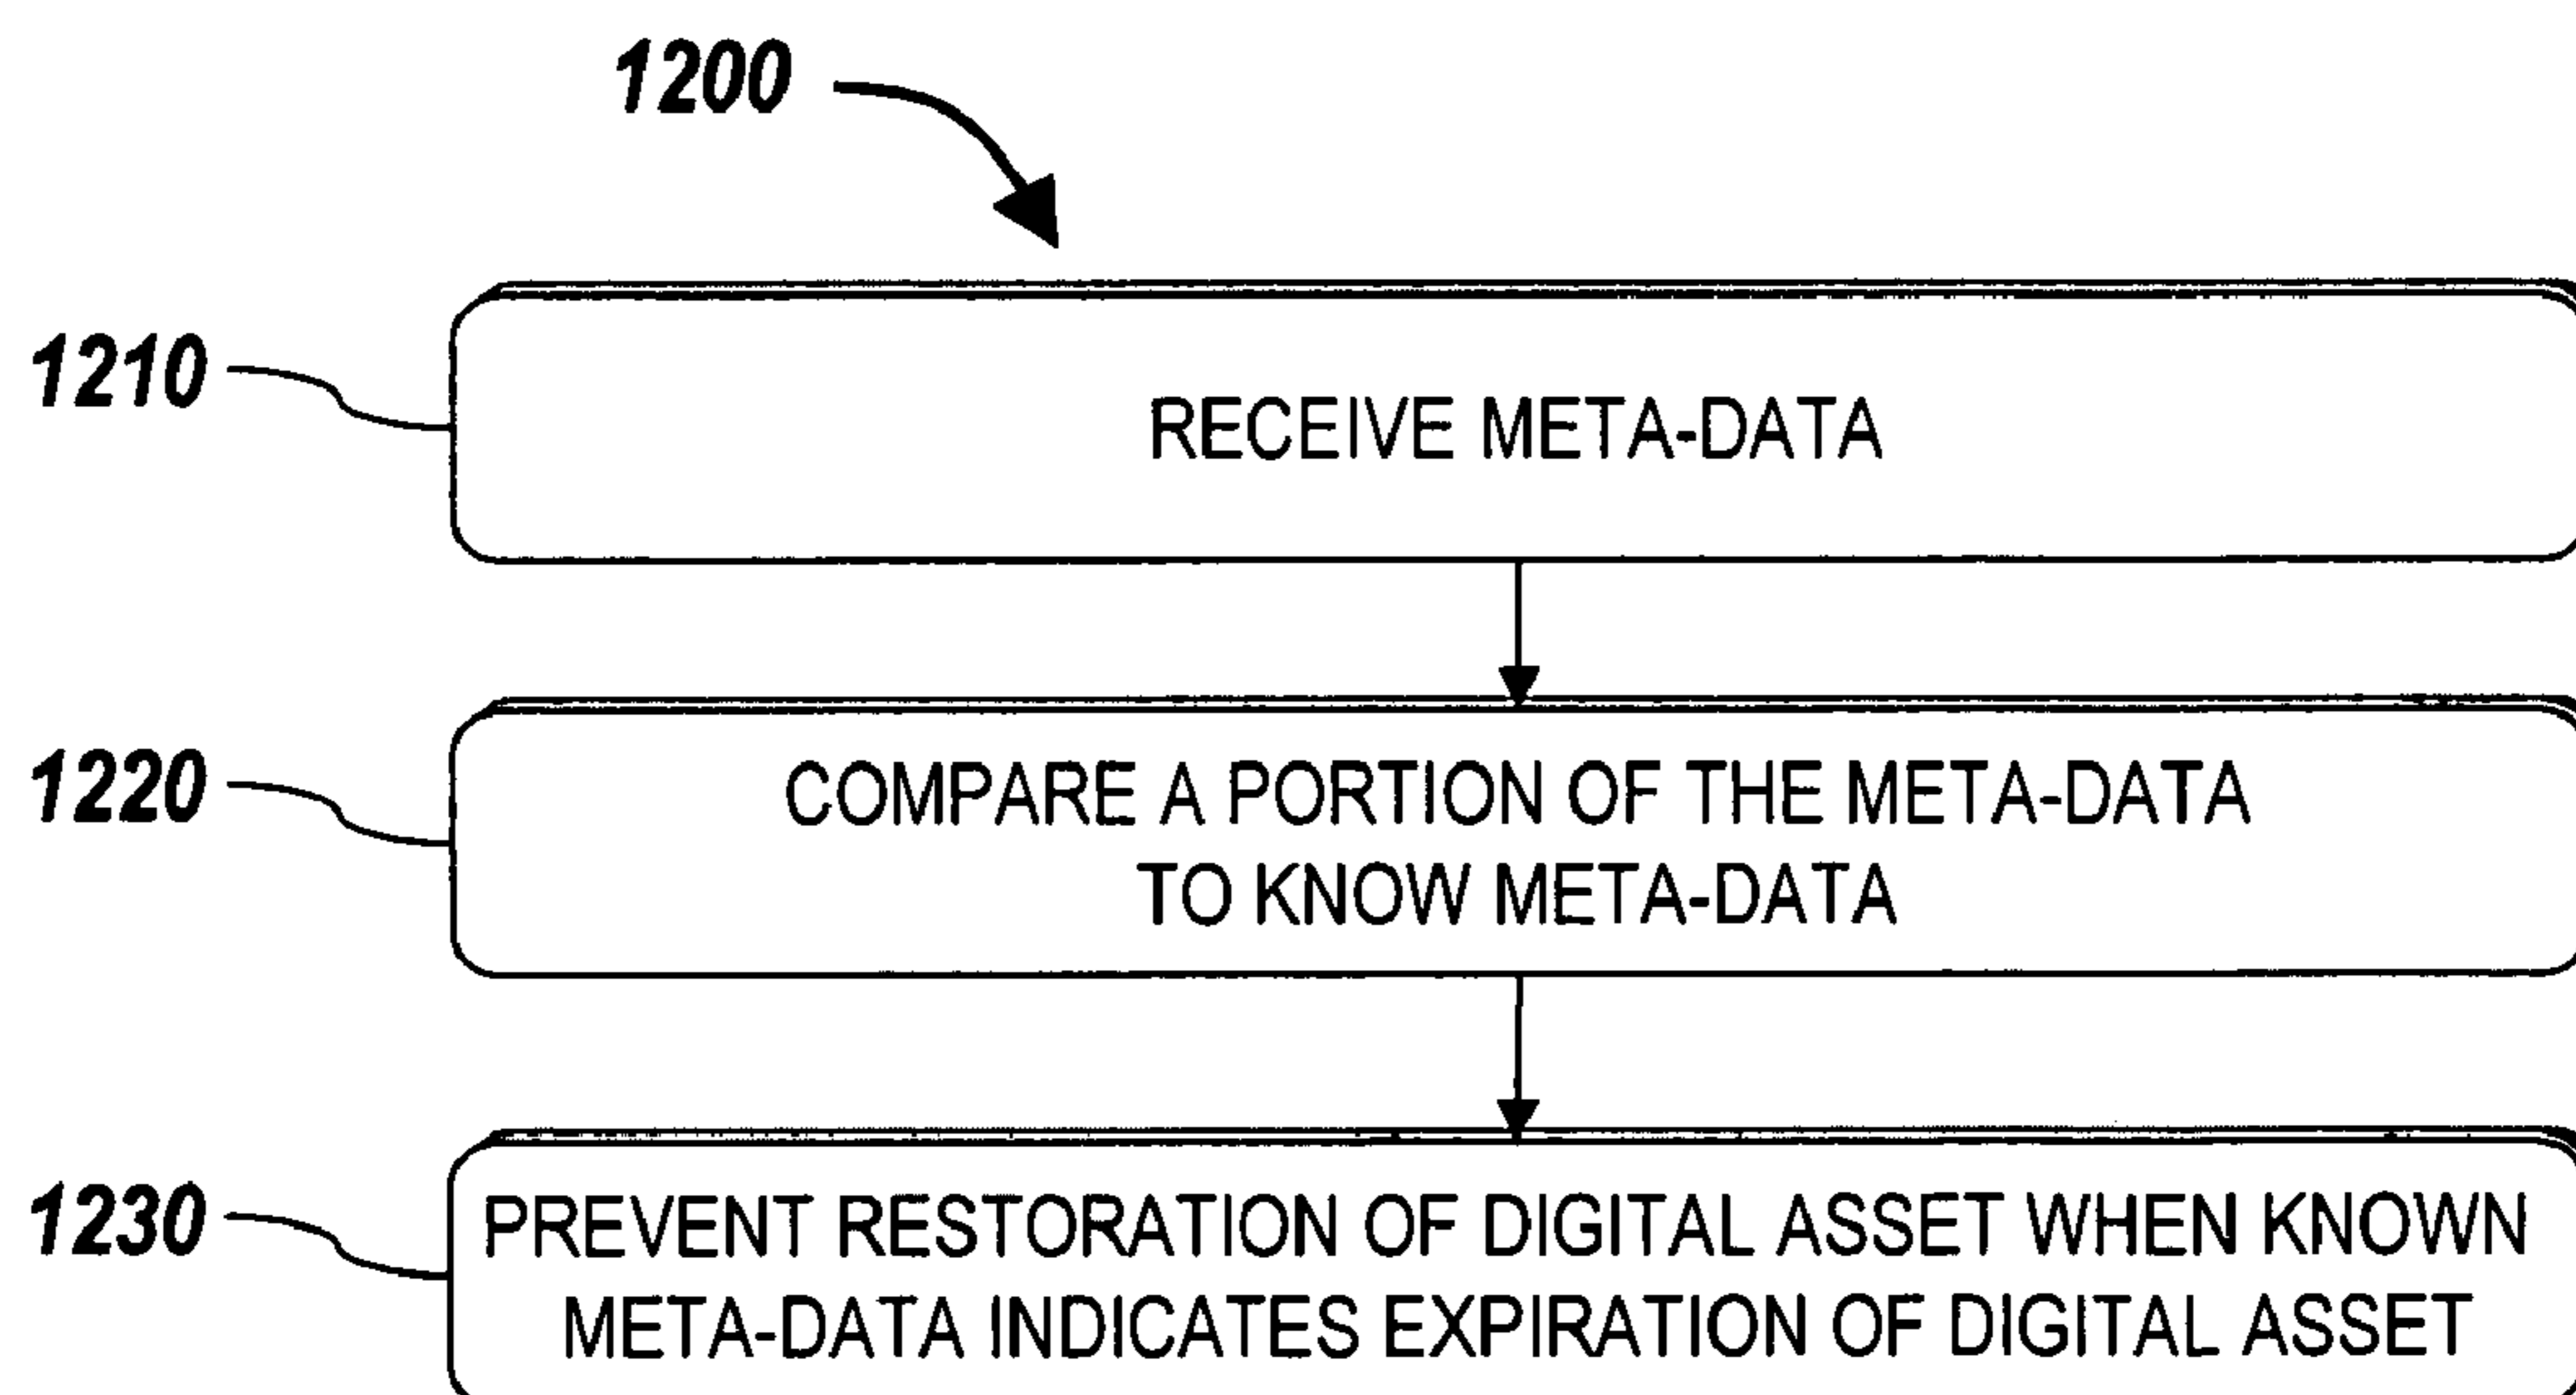 1200
1210
RECEIVE META-DATA
1220
COMPARE A PORTION OF THE META-DATA
TO KNOW META-DATA
1230
PREVENT RESTORATION OF DIGITAL ASSET WHEN KNOWN
META-DATA INDICATES EXPIRATION OF DIGITAL ASSET